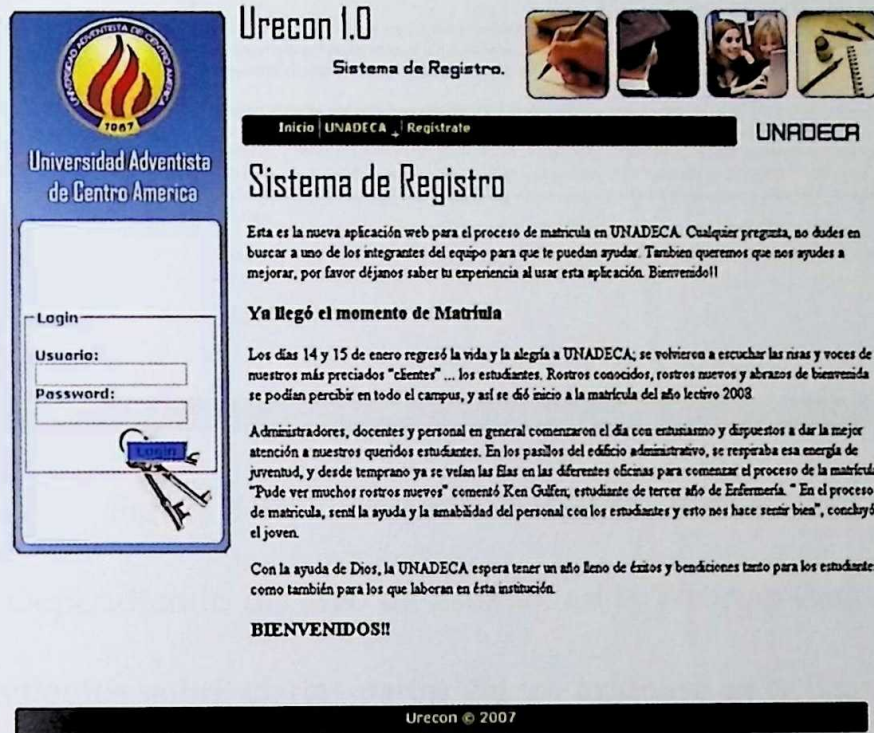 Urecon 1.0
Sistema de Registro.
UNIVERSIDAD ADVENTISTA DE CENTRO AMERICA
1987
Universidad Adventista
de Centro America
Inicio UNADECA Registrate
UNADECA
Sistema de Registro
Esta es la nueva aplicación web para el proceso de matricula en UNADECA. Cualquier pregunta, no dudes en
buscar a uno de los integrantes del equipo para que te puedan ayudar. Tambien queremos que nos ayudes a
mejorar, por favor déjanos saber tu experiencia al usar esta aplicación. Bienvenido!!
Ya llegó el momento de Matríula
Los días 14 y 15 de enero regresó la vida y la alegría a UNADECA; se volvieron a escuchar las risas y voces de
nuestros más preciados "clientes" ... los estudiantes. Rostros conocidos, rostros nuevos y abrazos de bienvenida
se podían percibir en todo el campus, y así se dió inicio a la matrícula del año lectivo 2008.
Administradores, docentes y personal en general comenzaron el día con entusiasmo y dispuestos a dar la mejor
atención a nuestros queridos estudiantes. En los pasillos del edificio administrativo, se respiraba esa energía de
juventud, y desde temprano ya se veían las filas en las diferentes oficinas para comenzar el proceso de la matrícula
"Pude ver muchos rostros nuevos" comentó Ken Gulfen, estudiante de tercer año de Enfermería. " En el proceso
de matricula, sentí la ayuda y la amabilidad del personal con los estudiantes y esto nos hace sentir bien", concluyó
el joven.
Con la ayuda de Dios, la UNADECA espera tener un año lleno de éxitos y bendiciones tanto para los estudiante
como también para los que laboran en ésta institución.
BIENVENIDOS!!
Login
Usuario:
Password:
Login
Urecon © 2007